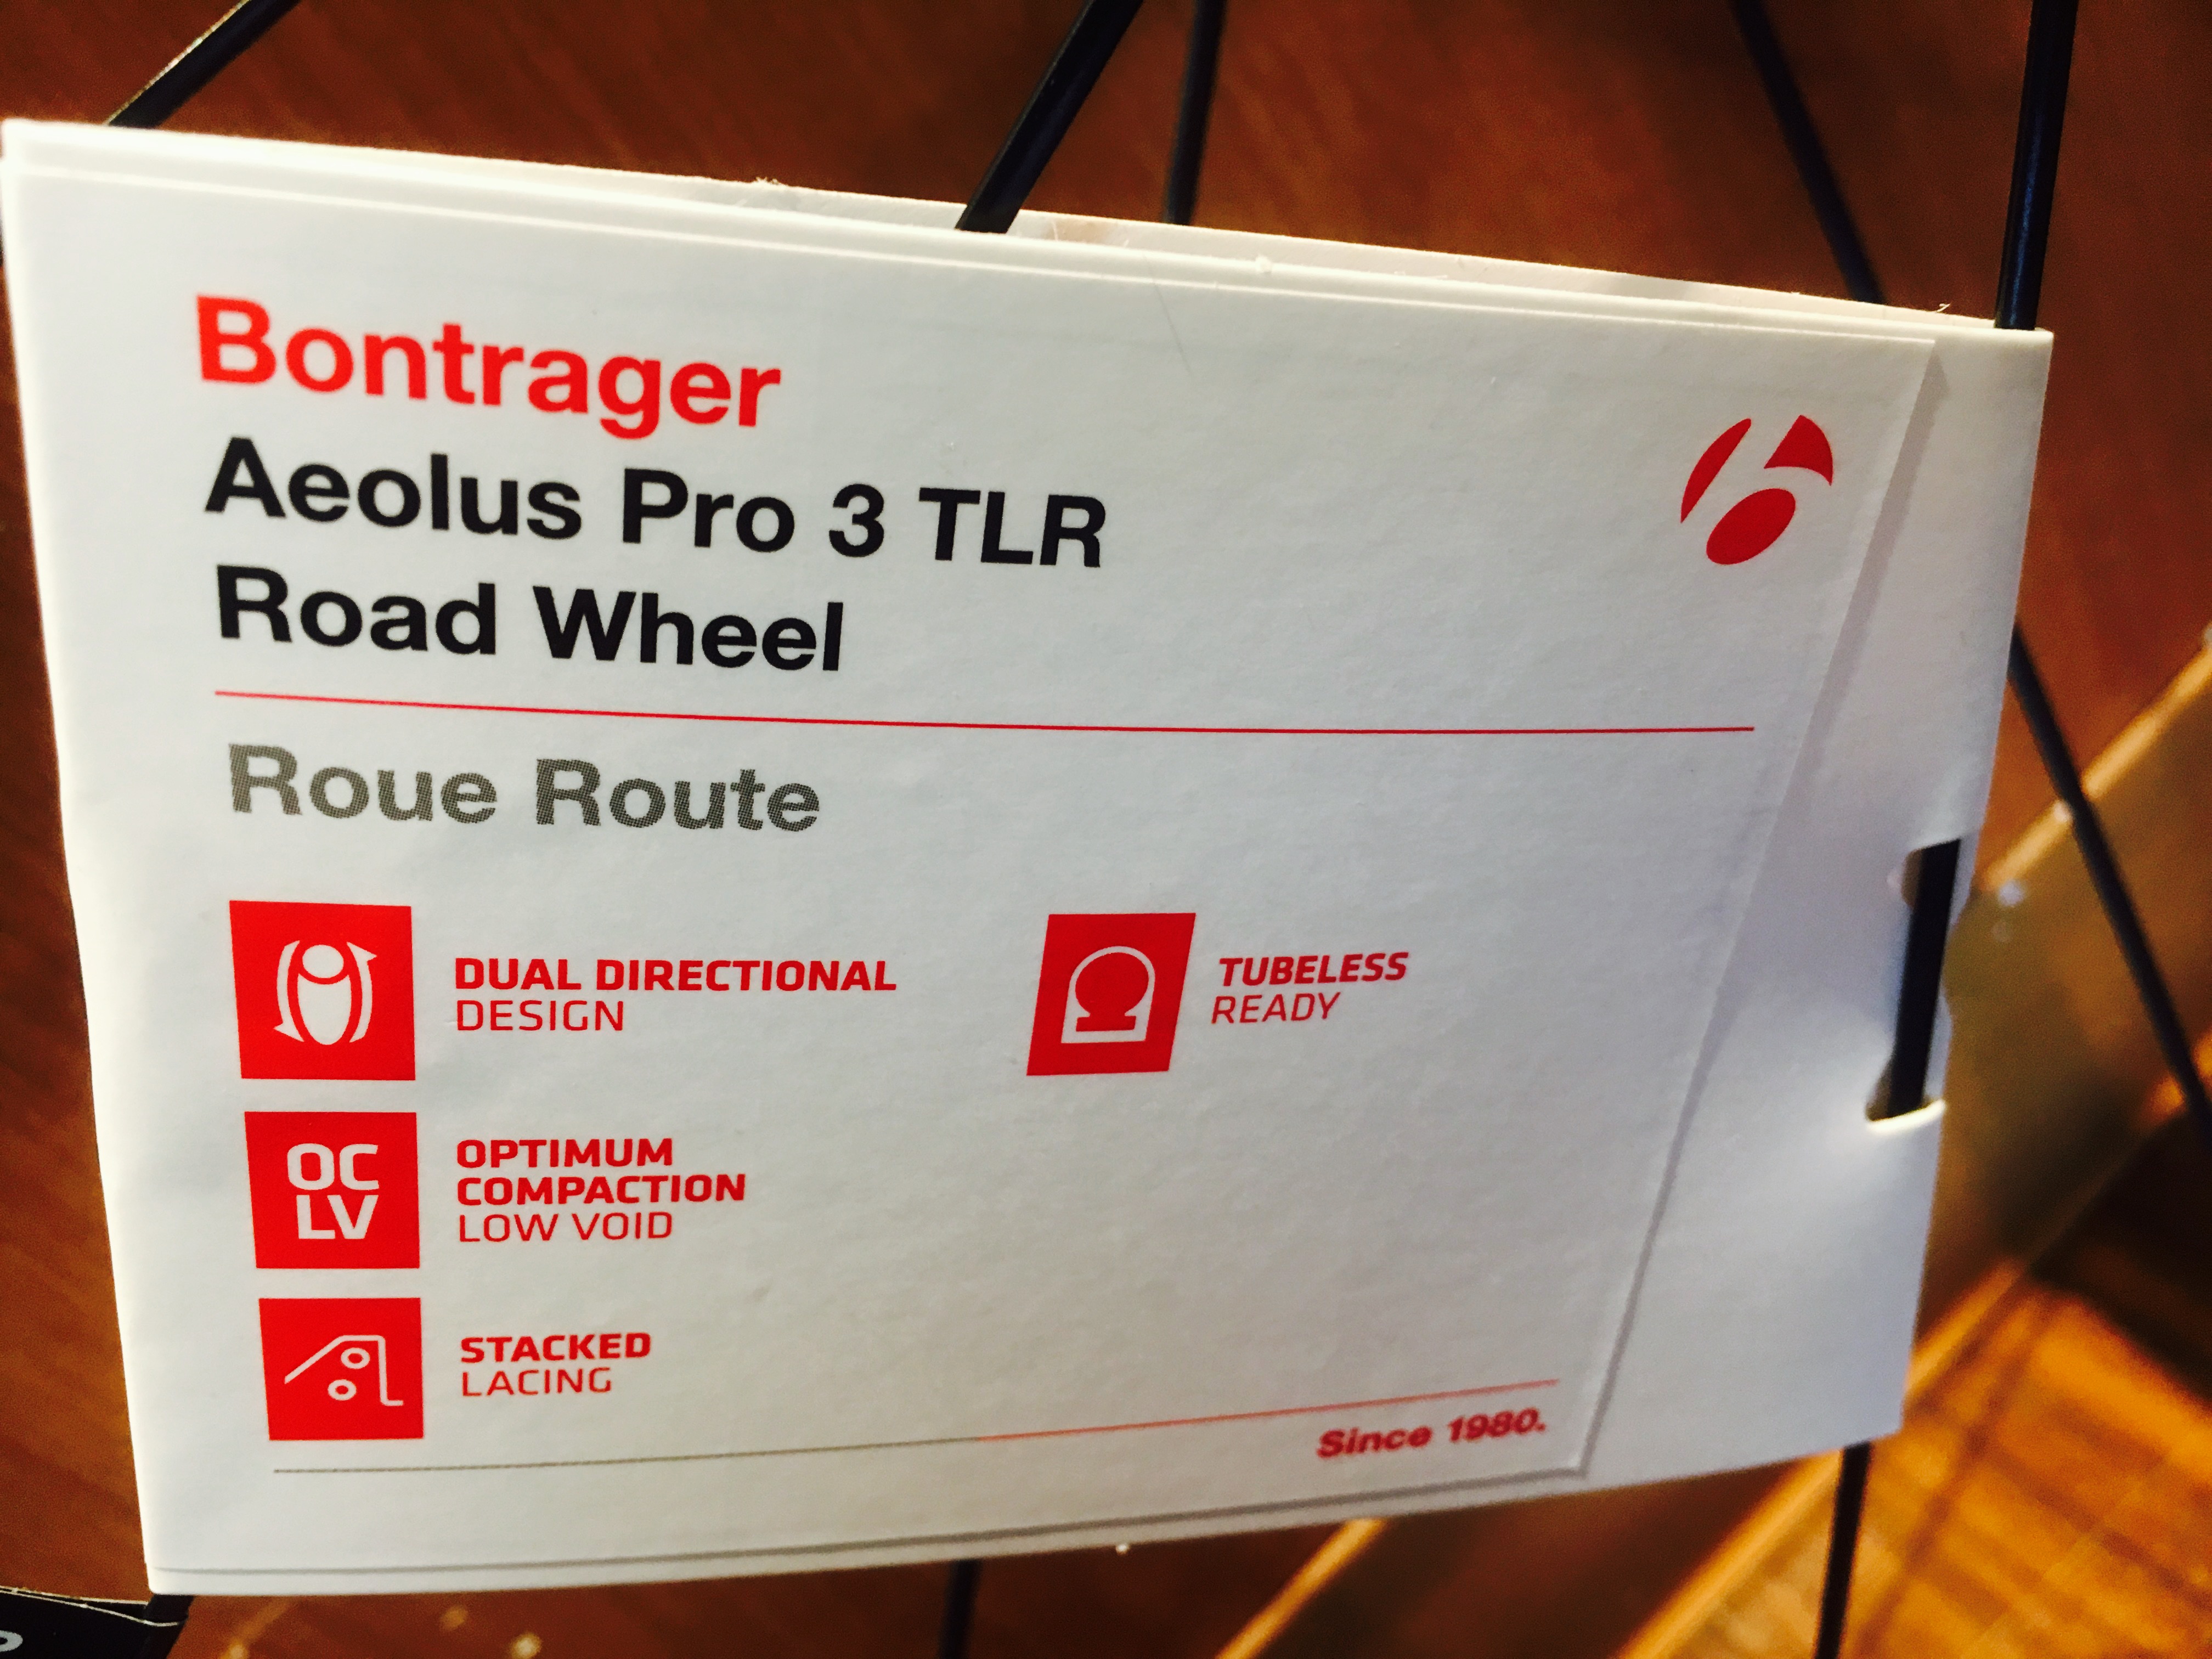 Bontrager
Aeolus Pro 3 TLR
Road Wheel
Roue Route
DUAL DIRECTIONAL
DESIGN
TUBELESS
READY
OC
LV
OPTIMUM
COMPACTION
LOW VOID
STACKED
LACING
Since 1980.